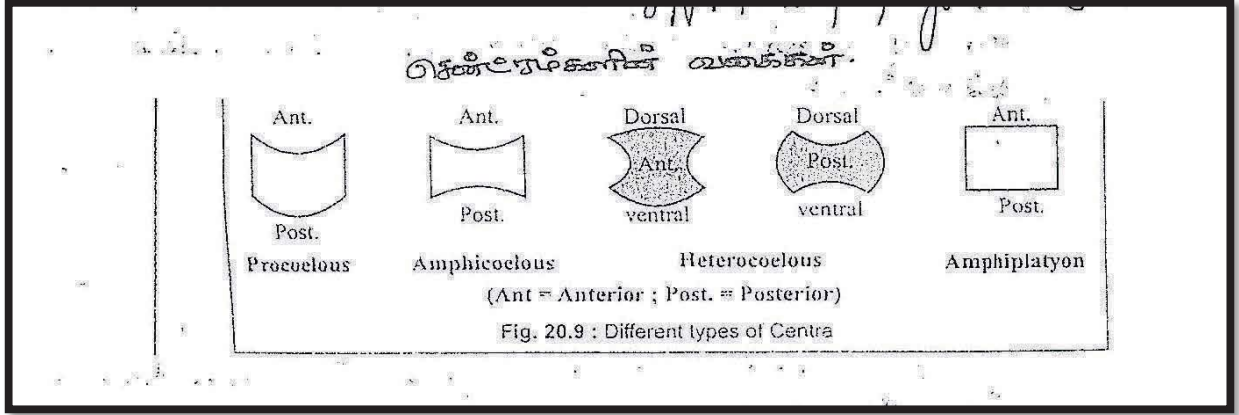 சென்ட்ரம்களின் வகைகள்.
Ant. Ant. Dorsal Dorsal Ant.
Ant. Post.
Post. Post. ventral ventral Post.
Procoelous Amphicoelous Heterocoelous Amphiplatyon
(Ant = Anterior ; Post. = Posterior)
Fig. 20.9 : Different types of Centra